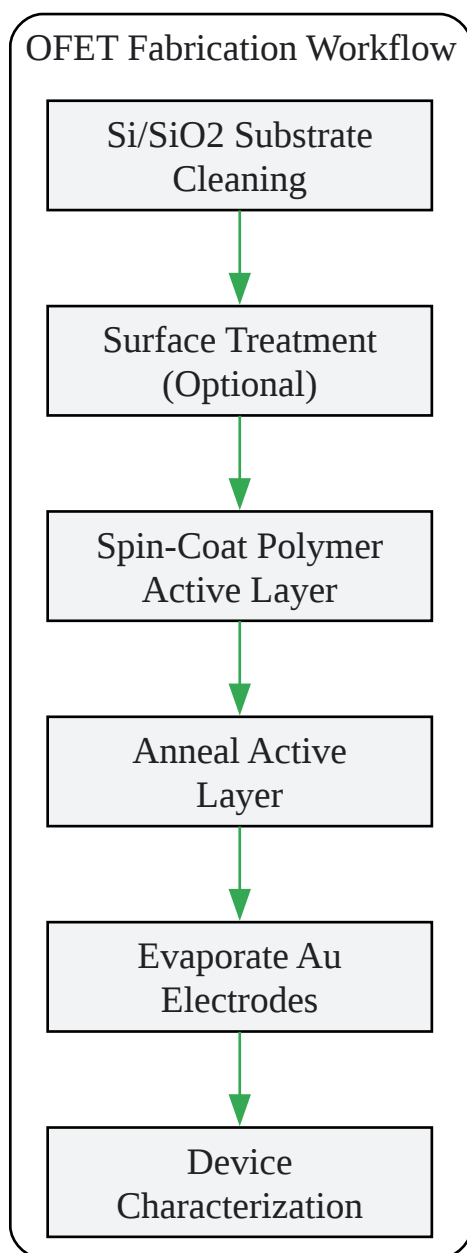 OFET Fabrication Workflow
Si/SiO2 Substrate
Cleaning
Surface Treatment
(Optional)
Spin-Coat Polymer
Active Layer
Anneal Active
Layer
Evaporate Au
Electrodes
Device
Characterization